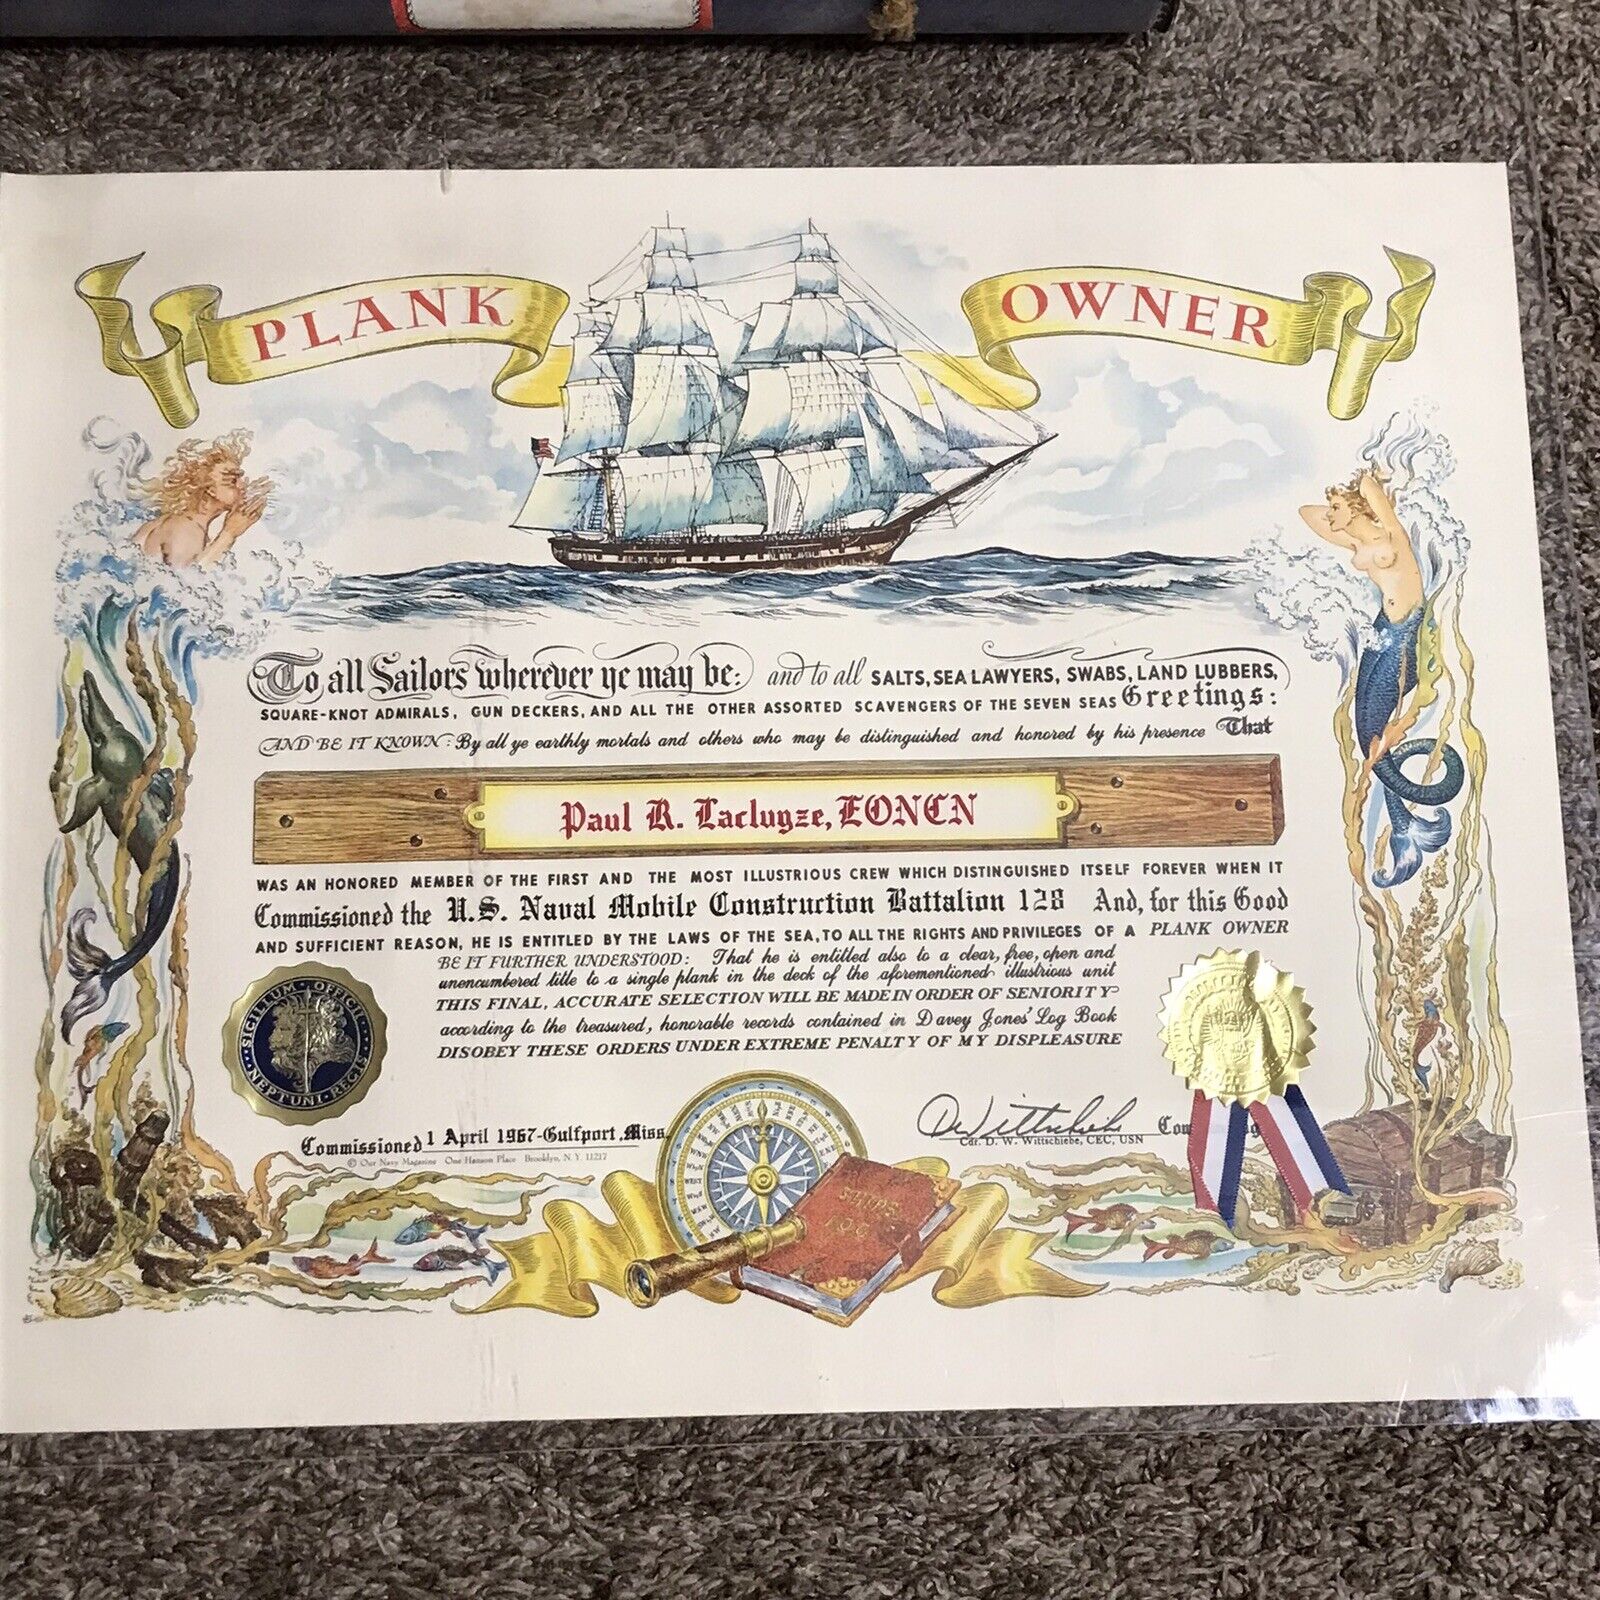 PLANK OWNER
To all Sailors wherever ye may be: and to all SALTS, SEA LAWYERS, SWABS, LAND LUBBERS,
SQUARE-KNOT ADMIRALS, GUN DECKERS, AND ALL THE OTHER ASSORTED SCAVENGERS OF THE SEVEN SEAS Greetings:
AND BE IT KNOWN: By all ye earthly mortals and others who may be distinguished and honored by his presence That
Paul R. Laclugze, EONCN
WAS AN HONORED MEMBER OF THE FIRST AND THE MOST ILLUSTRIOUS CREW WHICH DISTINGUISHED ITSELF FOREVER WHEN IT
Commissioned the U.S. Naval Mobile Construction Battalion 128 And, for this Good
AND SUFFICIENT REASON, HE IS ENTITLED BY THE LAWS OF THE SEA, TO ALL THE RIGHTS AND PRIVILEGES OF A PLANK OWNER
BE IT FURTHER UNDERSTOOD: That he is entitled also to a clear, free, open and
unencumbered title to a single plank in the deck of the aforementioned illustrious unit
THIS FINAL, ACCURATE SELECTION WILL BE MADE IN ORDER OF SENIORITY
according to the treasured, honorable records contained in Davey Jones' Log Book
DISOBEY THESE ORDERS UNDER EXTREME PENALTY OF MY DISPLEASURE
SIGILLUM · OFFICII
NEPTUNI · REGIS
Commissioned 1 April 1967-Gulfport, Miss.
© Our Navy Magazine One Hanson Place Brooklyn, N. Y. 11217
D W Wittschiebe
Cdr. D. W. Wittschiebe, CEC, USN
SHIP'S
LOG